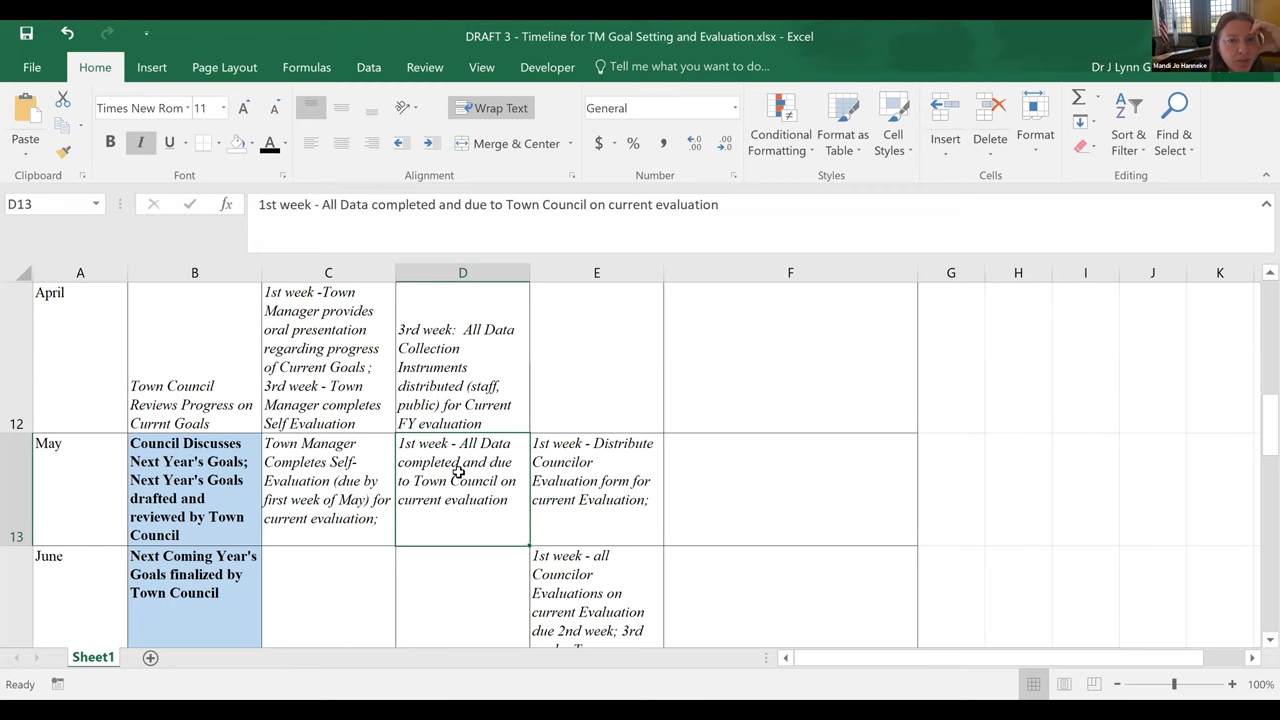 DRAFT 3 - Timeline for TM Goal Setting and Evaluation.xlsx - Excel
Mandi Jo Hanneke
File
Home
Insert
Page Layout
Formulas
Data
Review
View
Developer
Tell me what you want to do...
Dr J Lynn G
Paste
Times New Rom
11
A
A
Wrap Text
General
Conditional
Formatting
Format as
Table
Cell
Styles
Insert
Delete
Format
Sort &
Filter
Find &
Select
B
I
U
A
Merge & Center
$
%
Clipboard
Font
Alignment
Number
Styles
Cells
Editing
D13
fx
1st week - All Data completed and due to Town Council on current evaluation
A
B
C
D
E
F
G
H
I
J
K
12
April
Town Council
Reviews Progress on
Currnt Goals
1st week -Town
Manager provides
oral presentation
regarding progress
of Current Goals ;
3rd week - Town
Manager completes
Self Evaluation
3rd week: All Data
Collection
Instruments
distributed (staff,
public) for Current
FY evaluation
13
May
Council Discusses
Next Year's Goals;
Next Year's Goals
drafted and
reviewed by Town
Council
Town Manager
Completes Self-
Evaluation (due by
first week of May) for
current evaluation;
1st week - All Data
completed and due
to Town Council on
current evaluation
1st week - Distribute
Councilor
Evaluation form for
current Evaluation;
June
Next Coming Year's
Goals finalized by
Town Council
1st week - all
Councilor
Evaluations on
current Evaluation
due 2nd week; 3rd
Sheet1
Ready
100%